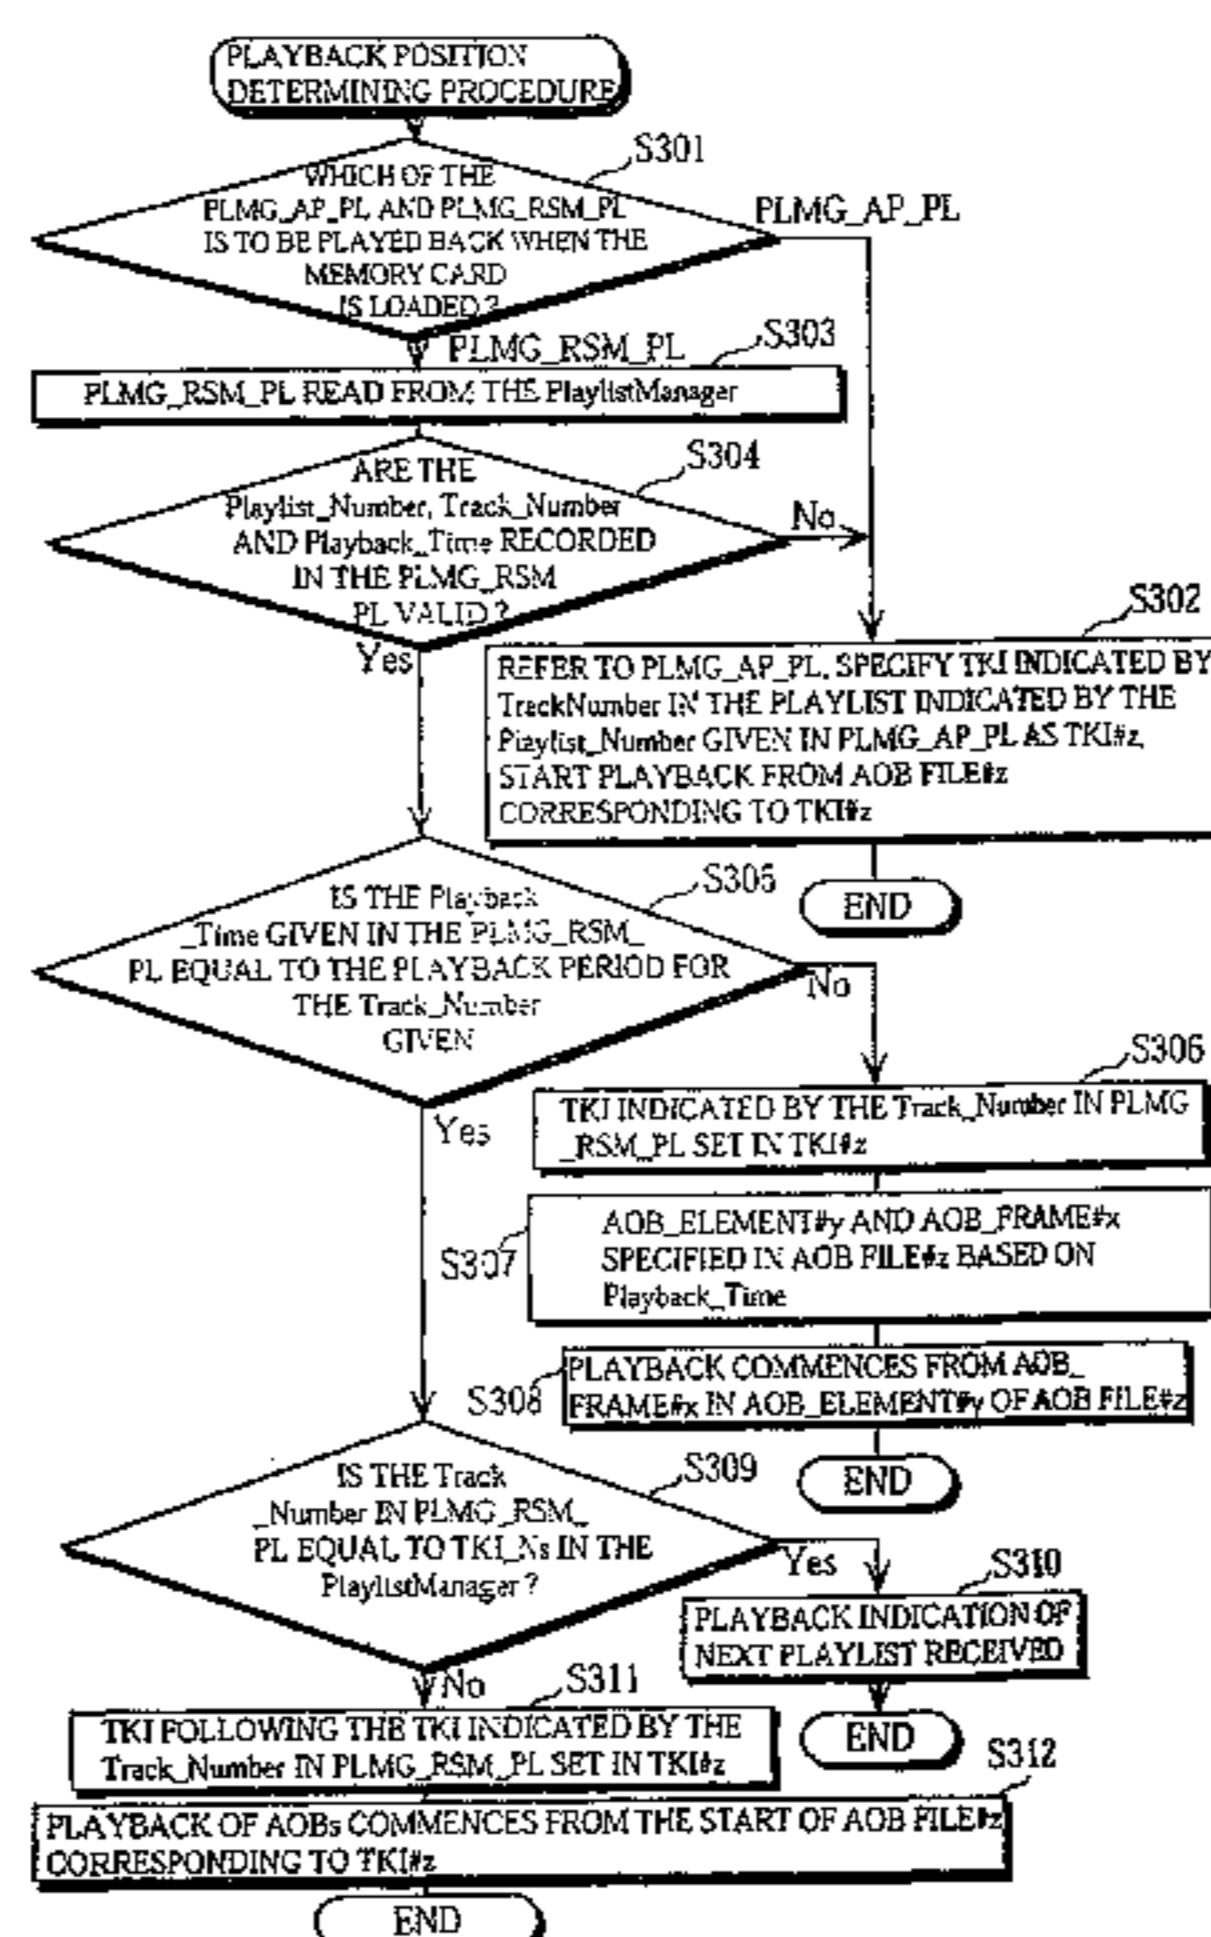 PLAYBACK POSITION
DETERMINING PROCEDURE
S301
WHICH OF THE
PLMG_AP_PL AND PLMG_RSM_PL
IS TO BE PLAYED BACK WHEN THE
MEMORY CARD
IS LOADED ?
PLMG_AP_PL
PLMG_RSM_PL
S303
PLMG_RSM_PL READ FROM THE PlaylistManager
S304
ARE THE
Playlist_Number, Track_Number
AND Playback_Time RECORDED
IN THE PLMG_RSM
PL VALID ?
No
Yes
S302
REFER TO PLMG_AP_PL, SPECIFY TKI INDICATED BY
TrackNumber IN THE PLAYLIST INDICATED BY THE
Playlist_Number GIVEN IN PLMG_AP_PL AS TKI#z,
START PLAYBACK FROM AOB FILE#z
CORRESPONDING TO TKI#z
END
S305
IS THE Playback
_Time GIVEN IN THE PLMG_RSM_
PL EQUAL TO THE PLAYBACK PERIOD FOR
THE Track_Number
GIVEN
No
Yes
S306
TKI INDICATED BY THE Track_Number IN PLMG
_RSM_PL SET IN TKI#z
S307
AOB_ELEMENT#y AND AOB_FRAME#x
SPECIFIED IN AOB FILE#z BASED ON
Playback_Time
S308
PLAYBACK COMMENCES FROM AOB_
FRAME#x IN AOB_ELEMENT#y OF AOB FILE#z
END
S309
IS THE Track
_Number IN PLMG_RSM_
PL EQUAL TO TKI_Ns IN THE
PlaylistManager ?
Yes
S310
PLAYBACK INDICATION OF
NEXT PLAYLIST RECEIVED
END
No
S311
TKI FOLLOWING THE TKI INDICATED BY THE
Track_Number IN PLMG_RSM_PL SET IN TKI#z
S312
PLAYBACK OF AOBs COMMENCES FROM THE START OF AOB FILE#z
CORRESPONDING TO TKI#z
END